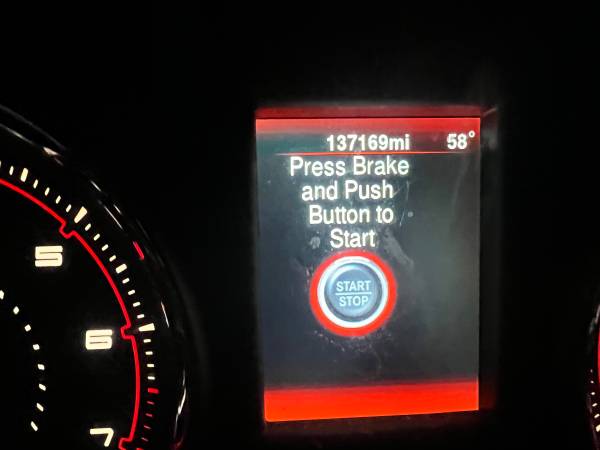 137169mi 58°
Press Brake
and Push
Button to
Start
START
STOP
5
6
7